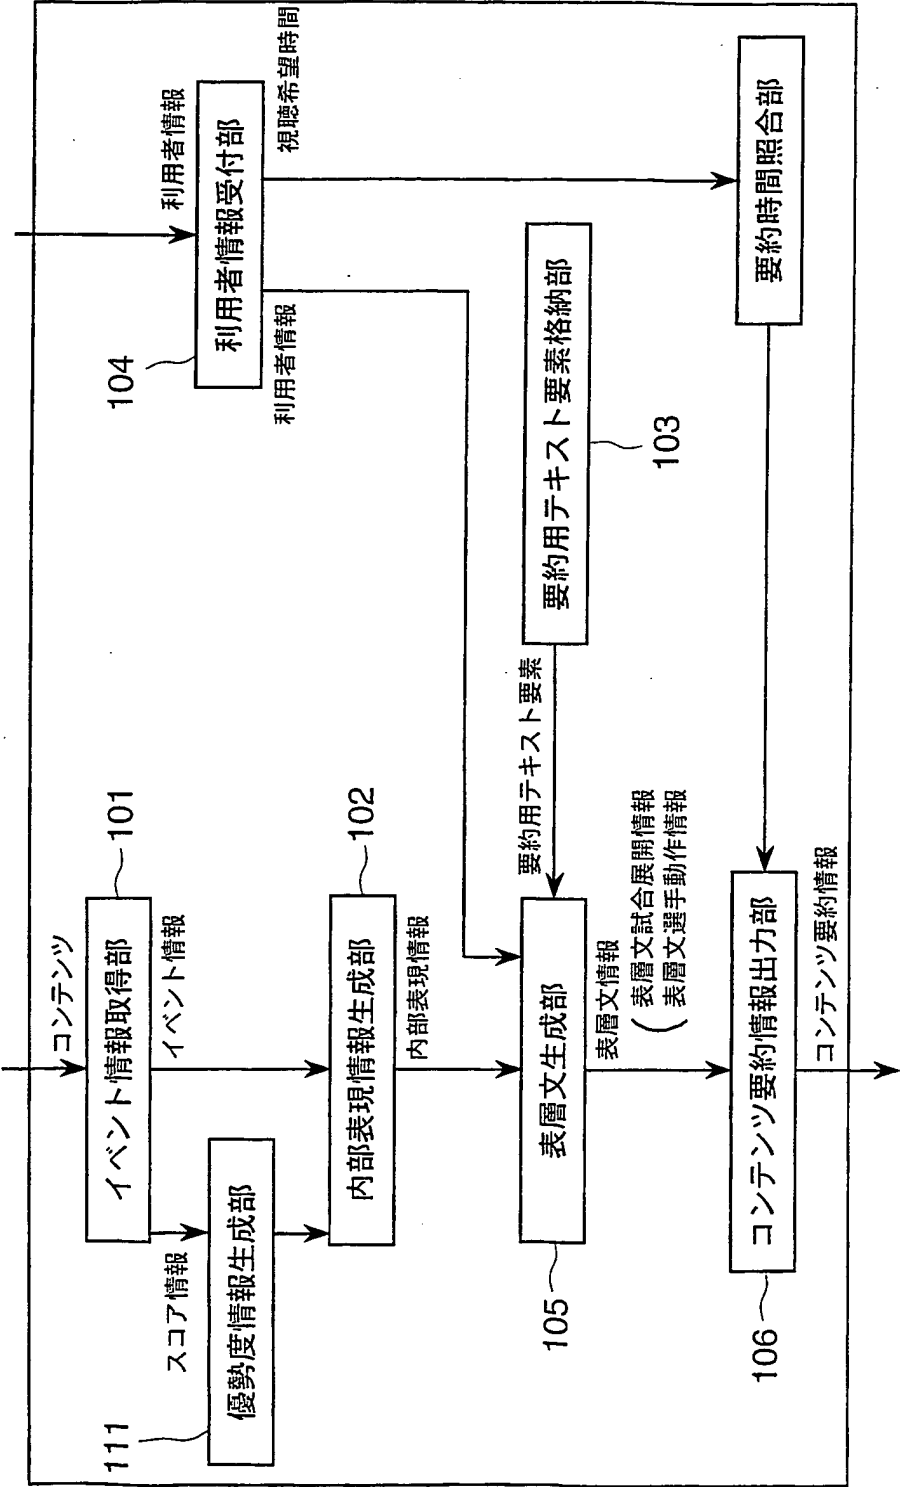 コンテンツ
101
イベント情報取得部
イベント情報
スコア情報
111
優勢度情報生成部
102
内部表現情報生成部
内部表現情報
利用者情報
104
利用者情報受付部
利用者情報
視聴希望時間
要約用テキスト要素格納部
103
要約用テキスト要素
表層文生成部
105
表層文情報
(表層文試合展開情報
表層文選手動作情報)
要約時間照合部
コンテンツ要約情報出力部
106
コンテンツ要約情報